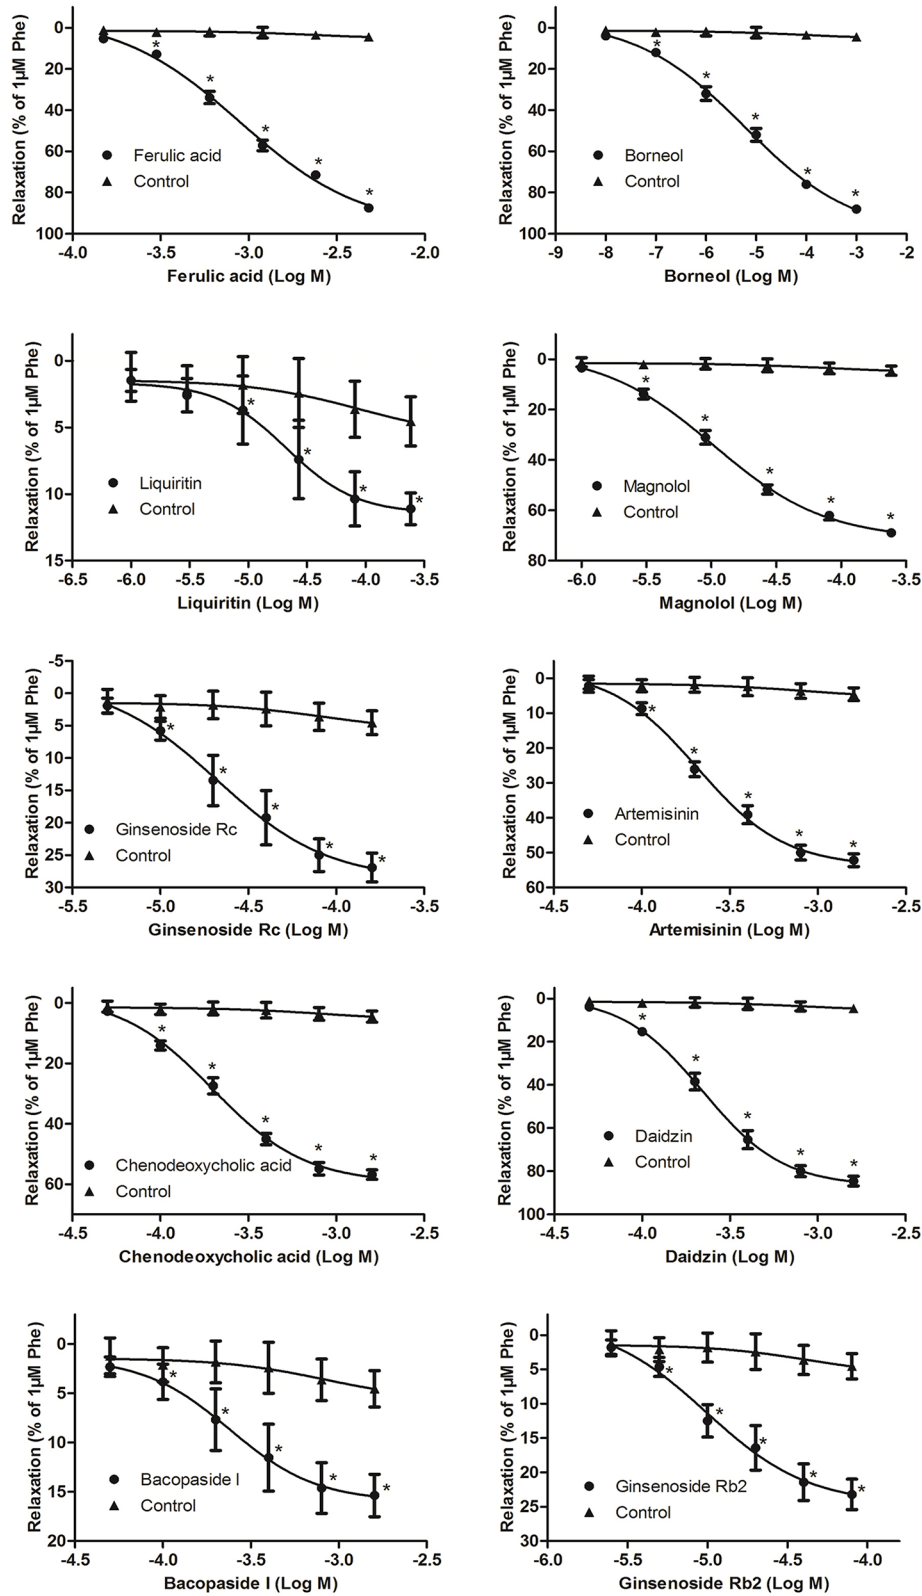 Relaxation (% of 1µM Phe)
0
20
40
60
80
100
* * * * *
Ferulic acid
Control
-4.0 -3.5 -3.0 -2.5 -2.0
Ferulic acid (Log M)
Relaxation (% of 1µM Phe)
0
20
40
60
80
100
* * * * *
Borneol
Control
-9 -8 -7 -6 -5 -4 -3 -2
Borneol (Log M)
Relaxation (% of 1µM Phe)
0
5
10
15
* * * *
Liquiritin
Control
-6.5 -6.0 -5.5 -5.0 -4.5 -4.0 -3.5
Liquiritin (Log M)
Relaxation (% of 1µM Phe)
0
20
40
60
80
* * * * *
Magnolol
Control
-6.0 -5.5 -5.0 -4.5 -4.0 -3.5
Magnolol (Log M)
Relaxation (% of 1µM Phe)
-5
0
5
10
15
20
25
30
* * * * *
Ginsenoside Rc
Control
-5.5 -5.0 -4.5 -4.0 -3.5
Ginsenoside Rc (Log M)
Relaxation (% of 1µM Phe)
0
10
20
30
40
50
60
* * * * *
Artemisinin
Control
-4.5 -4.0 -3.5 -3.0 -2.5
Artemisinin (Log M)
Relaxation (% of 1µM Phe)
0
20
40
60
* * * * *
Chenodeoxycholic acid
Control
-4.5 -4.0 -3.5 -3.0 -2.5
Chenodeoxycholic acid (Log M)
Relaxation (% of 1µM Phe)
0
20
40
60
80
100
* * * * *
Daidzin
Control
-4.5 -4.0 -3.5 -3.0 -2.5
Daidzin (Log M)
Relaxation (% of 1µM Phe)
0
5
10
15
20
* * * * *
Bacopaside I
Control
-4.5 -4.0 -3.5 -3.0 -2.5
Bacopaside I (Log M)
Relaxation (% of 1µM Phe)
0
5
10
15
20
25
30
* * * * *
Ginsenoside Rb2
Control
-6.0 -5.5 -5.0 -4.5 -4.0
Ginsenoside Rb2 (Log M)